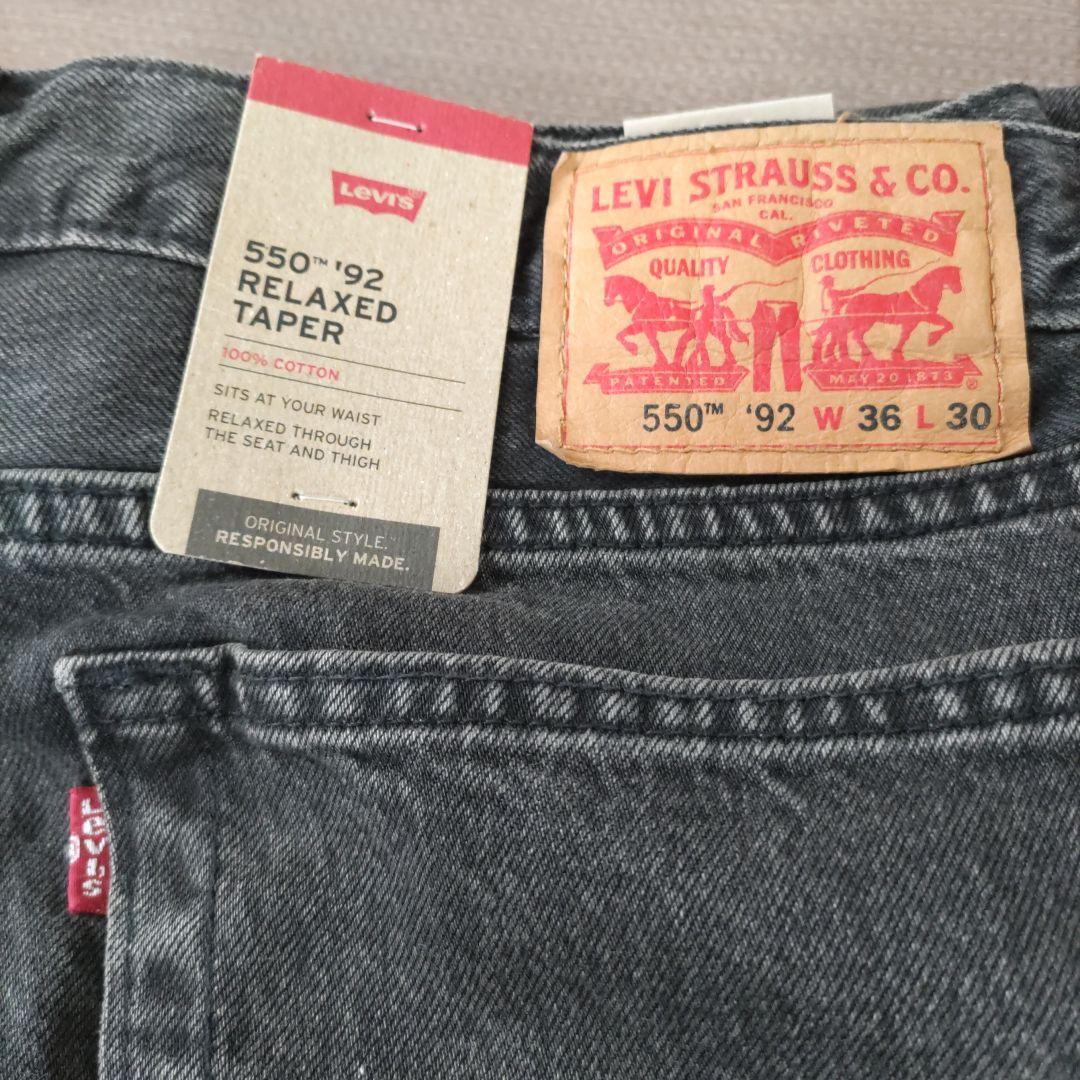 Levi's
550™ '92
RELAXED
TAPER
100% COTTON
SITS AT YOUR WAIST
RELAXED THROUGH
THE SEAT AND THIGH
ORIGINAL STYLE.
RESPONSIBLY MADE.
LEVI STRAUSS & CO.
SAN FRANCISCO
CAL.
ORIGINAL RIVETED
QUALITY CLOTHING
PATENTED MAY 20 1873 ®
550™ '92 W 36 L 30
Levi's ®